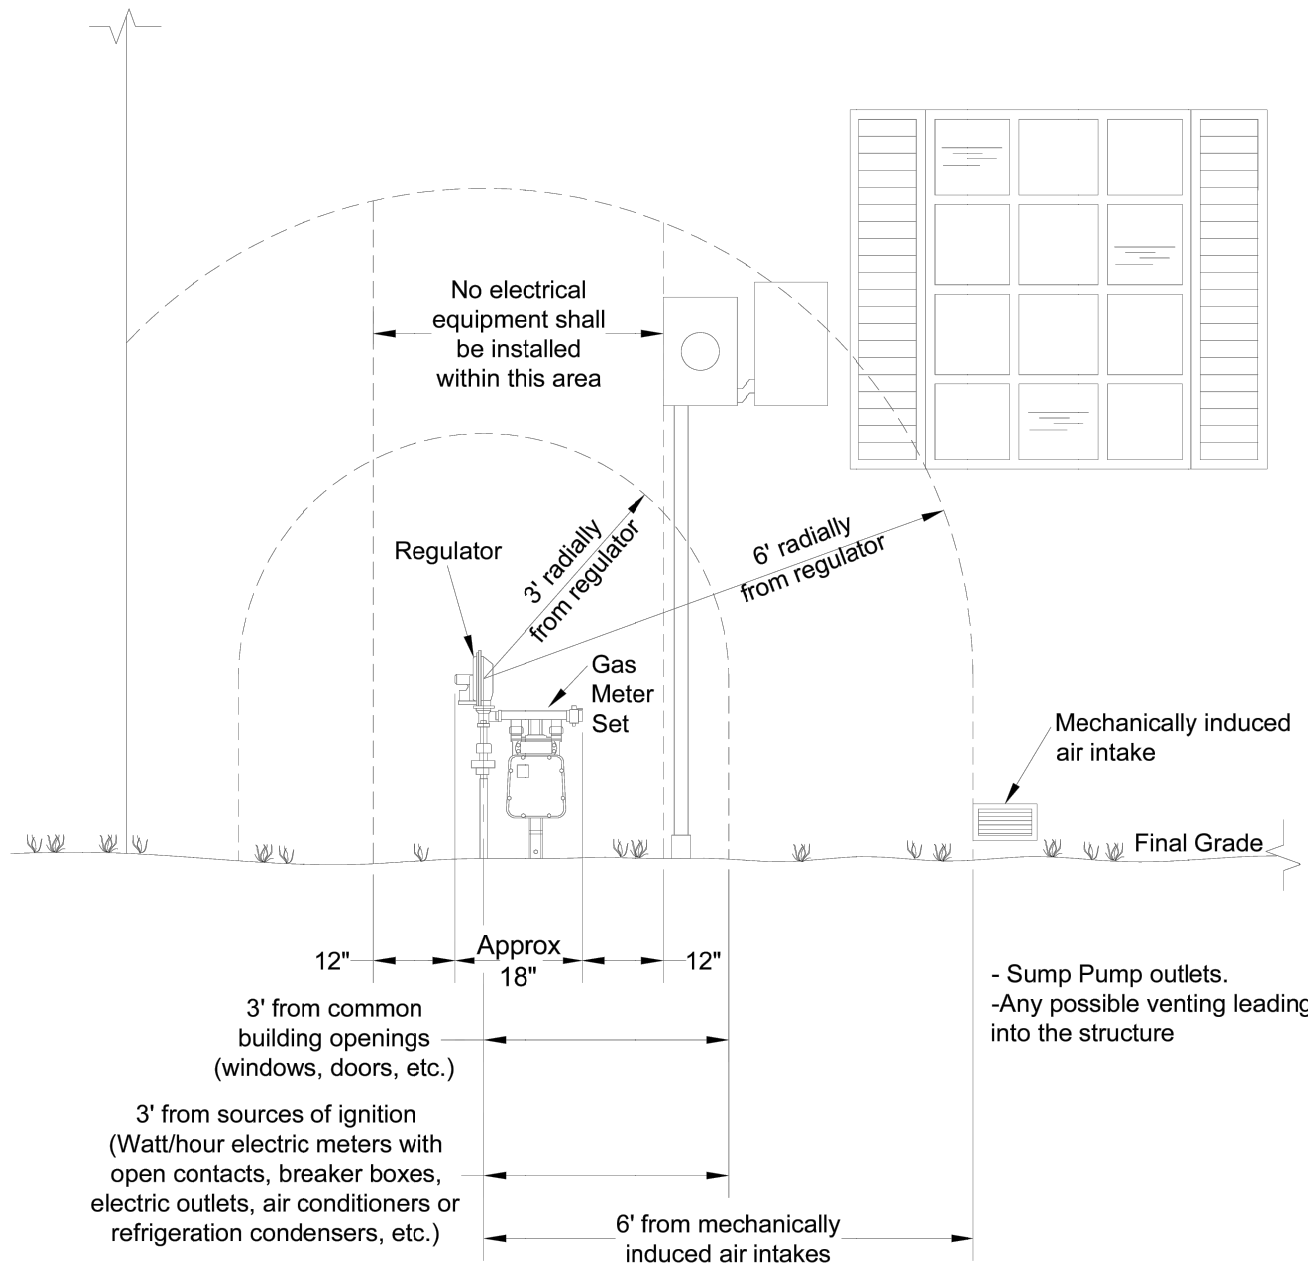 No electrical
equipment shall
be installed
within this area
Regulator
3' radially
from regulator
6' radially
from regulator
Gas
Meter
Set
Mechanically induced
air intake
Final Grade
12"
Approx
18"
12"
- Sump Pump outlets.
-Any possible venting leading
into the structure
3' from common
building openings
(windows, doors, etc.)
3' from sources of ignition
(Watt/hour electric meters with
open contacts, breaker boxes,
electric outlets, air conditioners or
refrigeration condensers, etc.)
6' from mechanically
induced air intakes